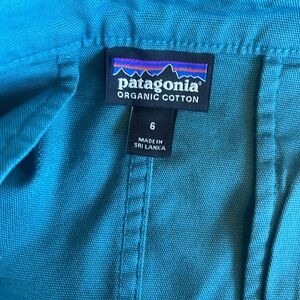 patagonia®
ORGANIC COTTON
6
MADE IN
SRI LANKA